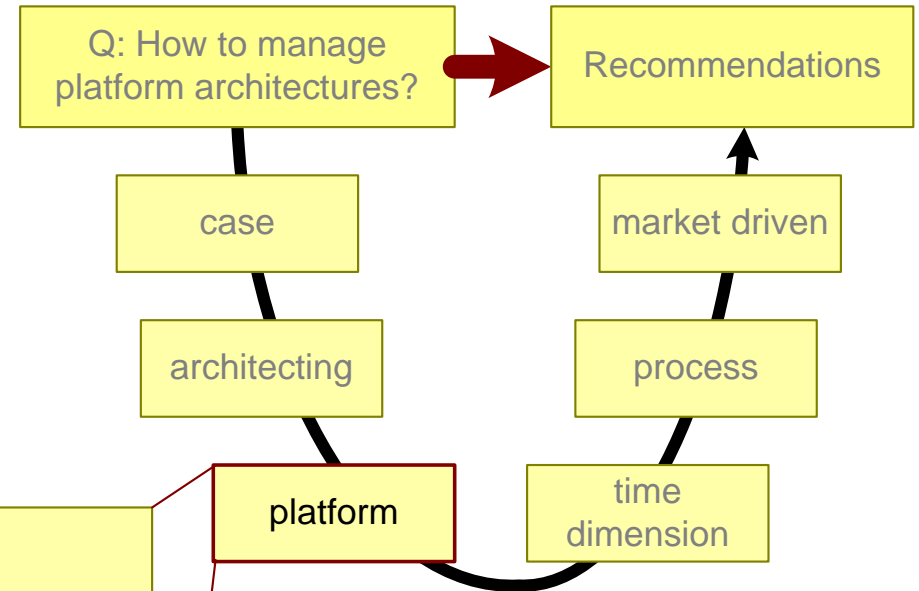 Q: How to manage
platform architectures?
Recommendations
case
market driven
architecting
process
platform
time
dimension